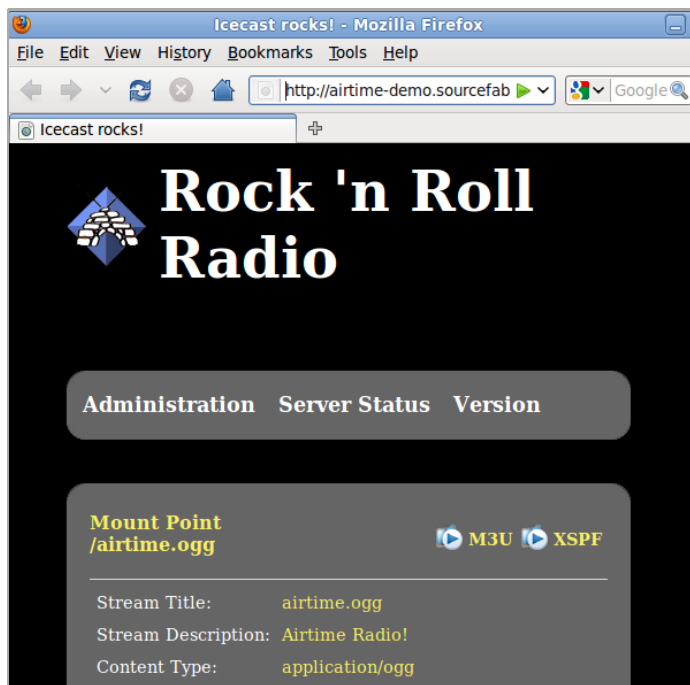 Icecast rocks! - Mozilla Firefox
File Edit View History Bookmarks Tools Help
http://airtime-demo.sourcefab Google
Icecast rocks!
Rock 'n Roll
Radio
Administration Server Status Version
Mount Point
/airtime.ogg
M3U XSPF
Stream Title: airtime.ogg
Stream Description: Airtime Radio!
Content Type: application/ogg